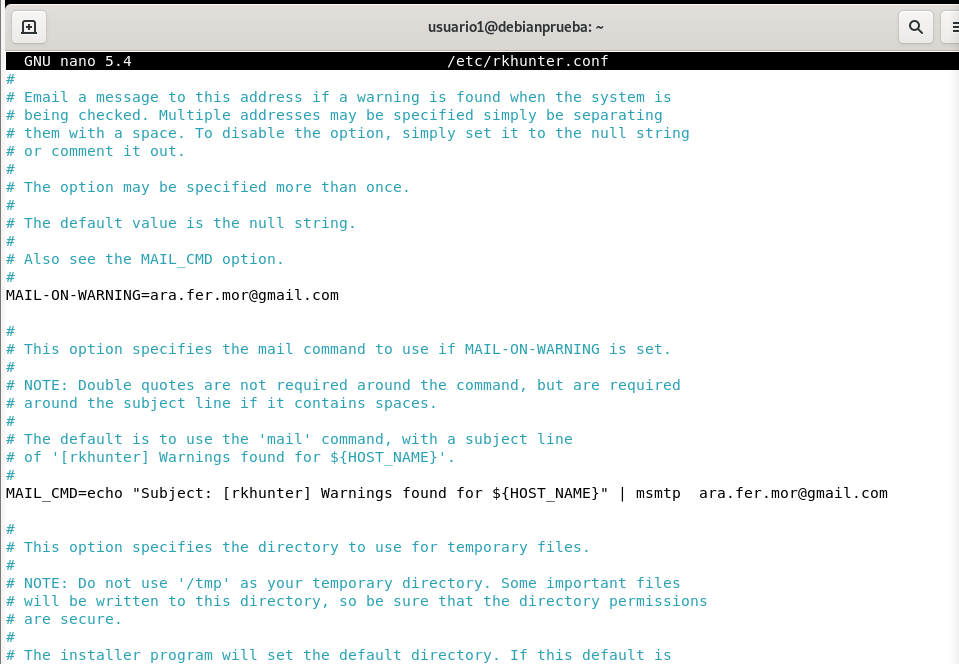 usuario1@debianprueba: ~
GNU nano 5.4 /etc/rkhunter.conf
#
# Email a message to this address if a warning is found when the system is
# being checked. Multiple addresses may be specified simply be separating
# them with a space. To disable the option, simply set it to the null string
# or comment it out.
#
# The option may be specified more than once.
#
# The default value is the null string.
#
# Also see the MAIL_CMD option.
#
MAIL-ON-WARNING=ara.fer.mor@gmail.com
#
# This option specifies the mail command to use if MAIL-ON-WARNING is set.
#
# NOTE: Double quotes are not required around the command, but are required
# around the subject line if it contains spaces.
#
# The default is to use the 'mail' command, with a subject line
# of '[rkhunter] Warnings found for ${HOST_NAME}'.
#
MAIL_CMD=echo "Subject: [rkhunter] Warnings found for ${HOST_NAME}" | msmtp  ara.fer.mor@gmail.com
#
# This option specifies the directory to use for temporary files.
#
# NOTE: Do not use '/tmp' as your temporary directory. Some important files
# will be written to this directory, so be sure that the directory permissions
# are secure.
#
# The installer program will set the default directory. If this default is